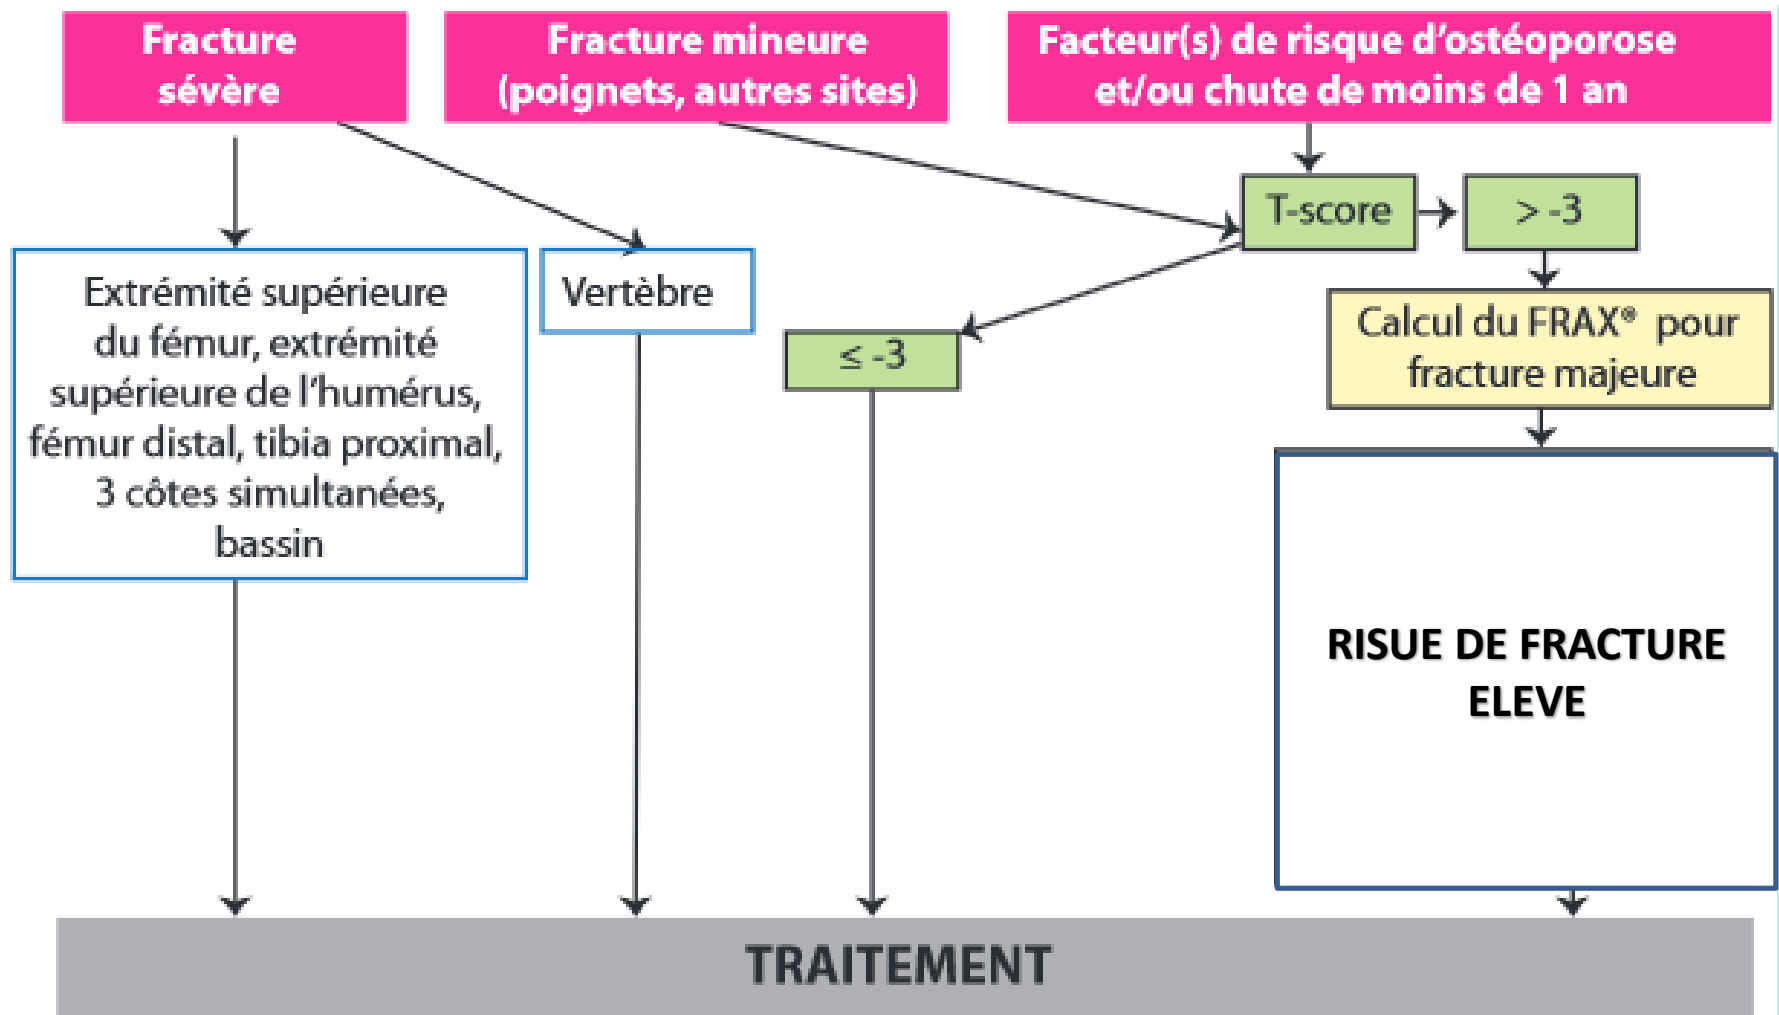 Fracture
sévère
Fracture mineure
(poignets, autres sites)
Facteur(s) de risque d'ostéoporose
et/ou chute de moins de 1 an
T-score
> -3
Extrémité supérieure
du fémur, extrémité
supérieure de l'humérus,
fémur distal, tibia proximal,
3 côtes simultanées,
bassin
Vertèbre
≤ -3
Calcul du FRAX® pour
fracture majeure
RISUE DE FRACTURE
ELEVE
TRAITEMENT